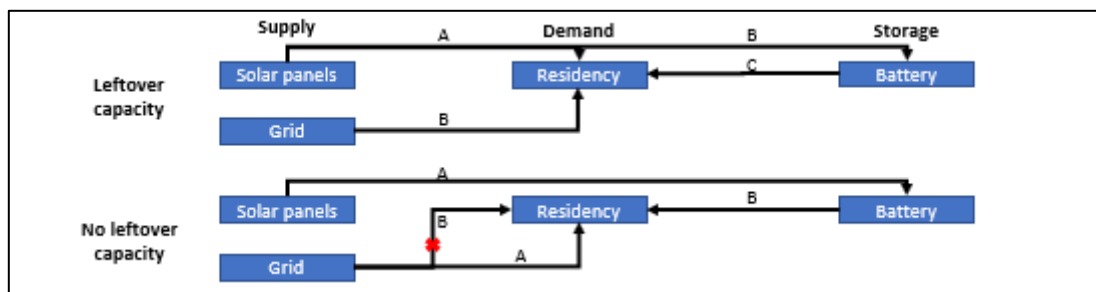 Supply Demand Storage
A B
Solar panels Residency C Battery
Leftover
capacity
Grid B
A
Solar panels Residency B Battery
B
No leftover
capacity
Grid A